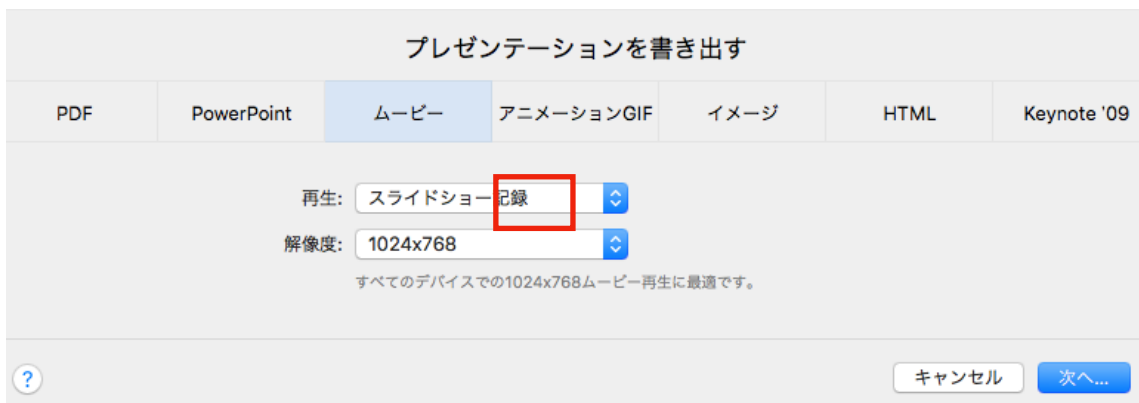 プレゼンテーションを書き出す
PDF PowerPoint ムービー アニメーションGIF イメージ HTML Keynote '09
再生: スライドショー記録
解像度: 1024x768
すべてのデバイスでの1024x768ムービー再生に最適です。
? キャンセル 次へ...